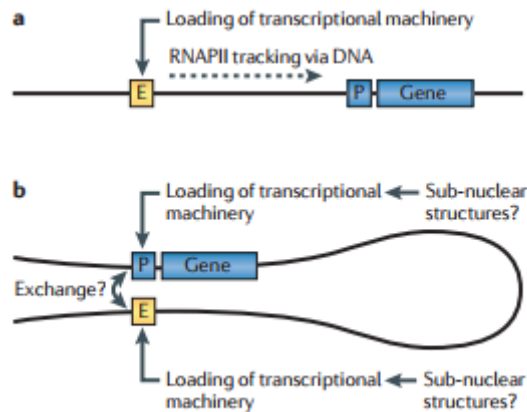 a
Loading of transcriptional machinery
RNAPII tracking via DNA
E
P
Gene
b
Loading of transcriptional
machinery
Sub-nuclear
structures?
P
Gene
Exchange?
E
Loading of transcriptional
machinery
Sub-nuclear
structures?